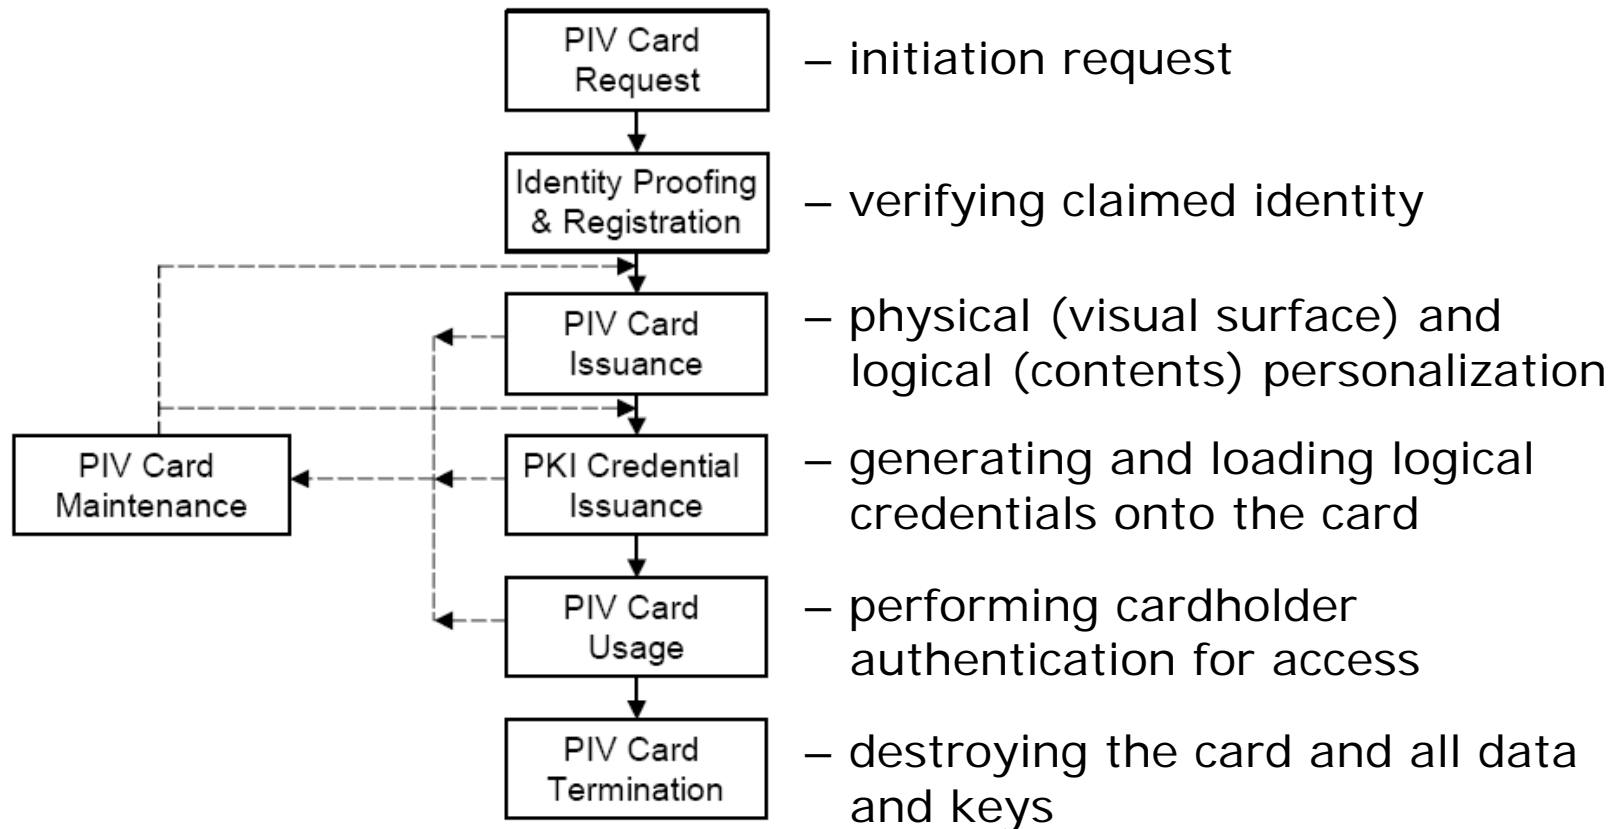 PIV Card
Request
– initiation request
Identity Proofing
& Registration
– verifying claimed identity
PIV Card
Issuance
– physical (visual surface) and
logical (contents) personalization
PIV Card
Maintenance
PKI Credential
Issuance
– generating and loading logical
credentials onto the card
PIV Card
Usage
– performing cardholder
authentication for access
PIV Card
Termination
– destroying the card and all data
and keys